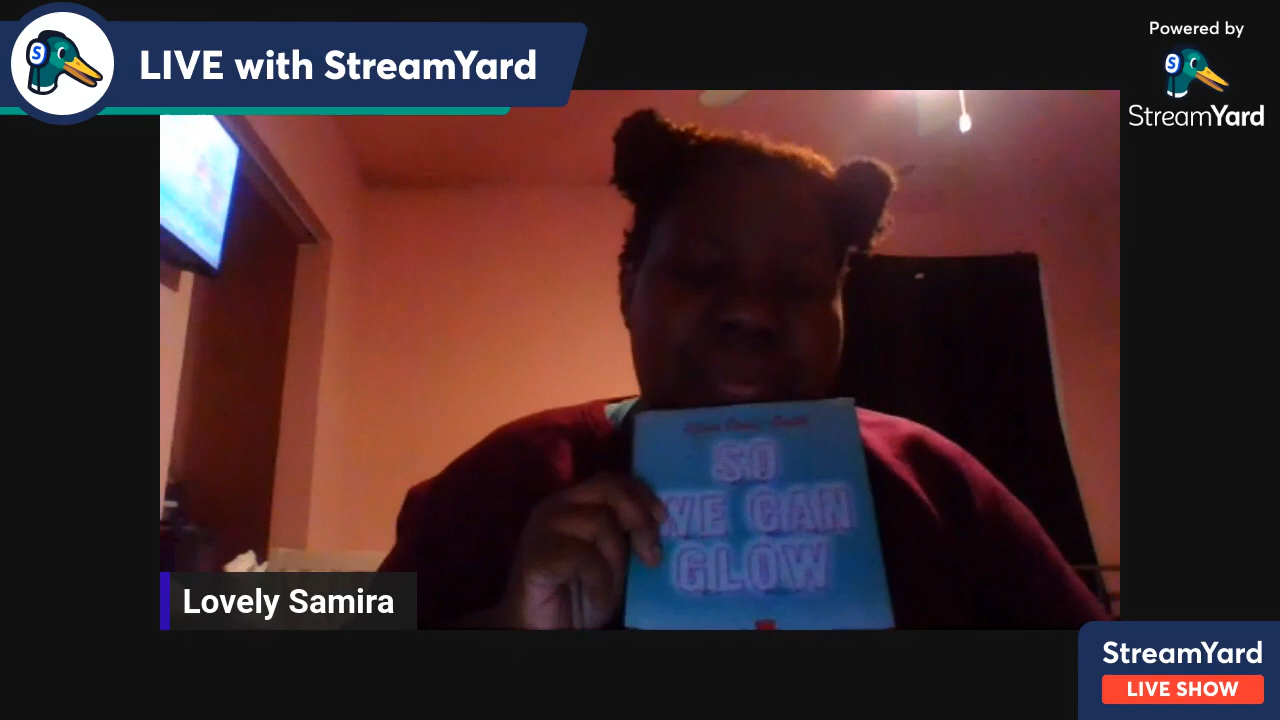 LIVE with StreamYard
Powered by
StreamYard
SO
WE CAN
GLOW
Lovely Samira
StreamYard
LIVE SHOW